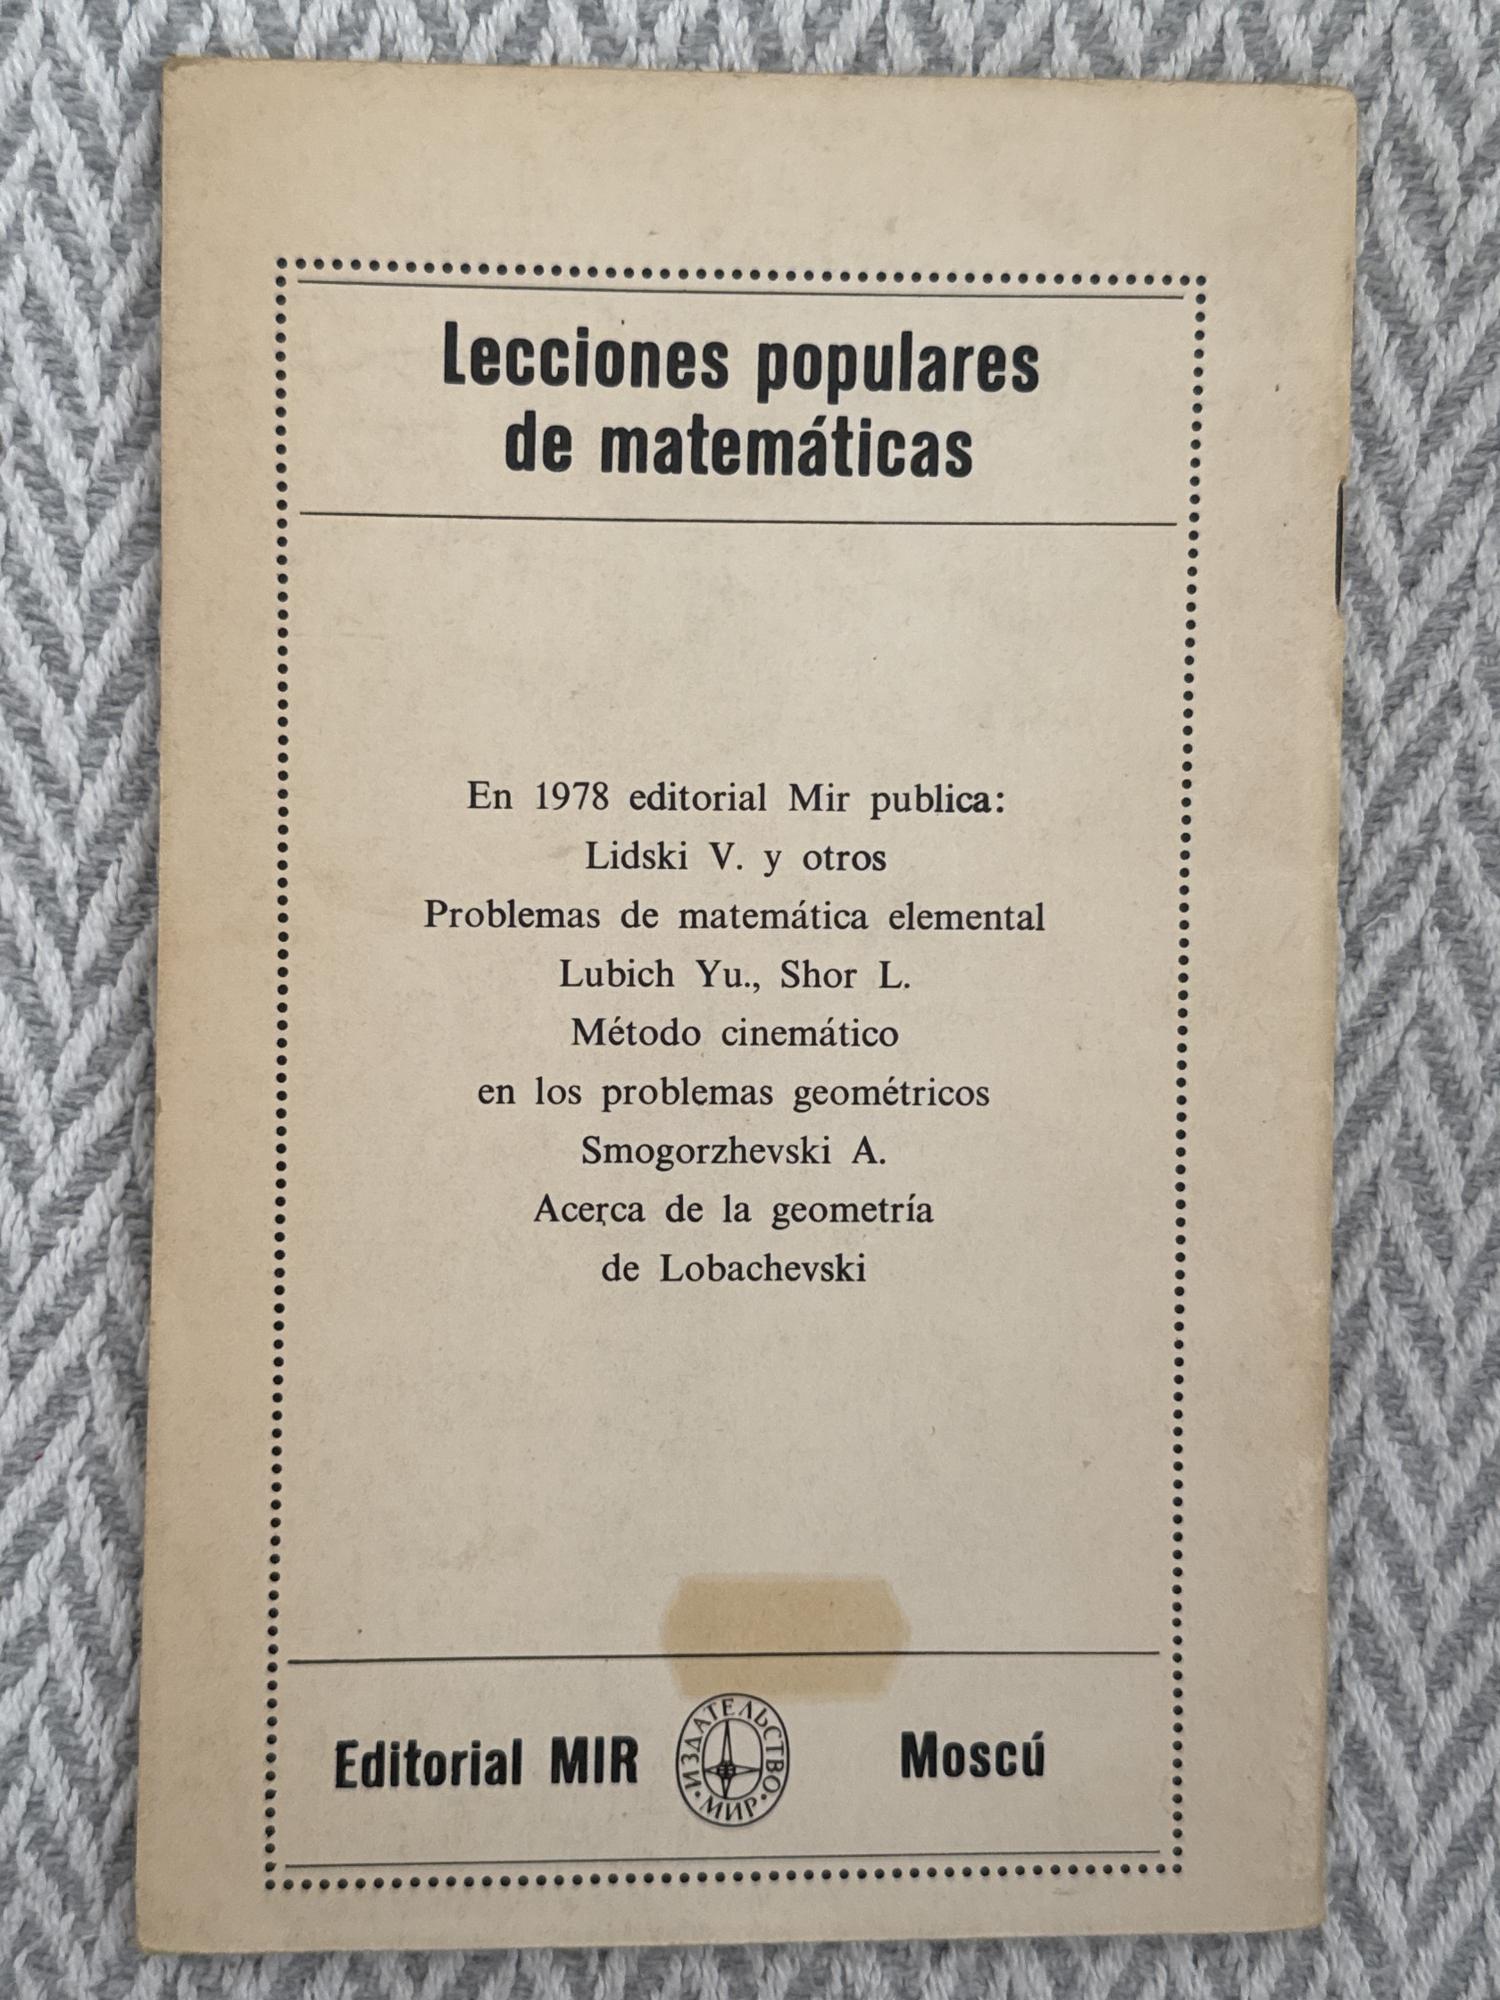 Lecciones populares
de matemáticas
En 1978 editorial Mir publica:
Lidski V. y otros
Problemas de matemática elemental
Lubich Yu., Shor L.
Método cinemático
en los problemas geométricos
Smogorzhevski A.
Acerca de la geometría
de Lobachevski
Editorial MIR
ИЗДАТЕЛЬСТВО
·МИР·
Moscú